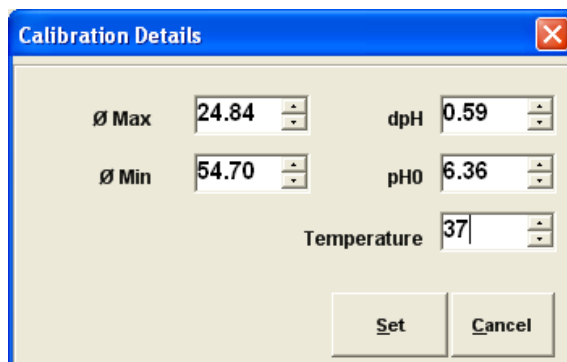 Calibration Details
Ø Max 24.84 dpH 0.59
Ø Min 54.70 pH0 6.36
Temperature 37
Set Cancel